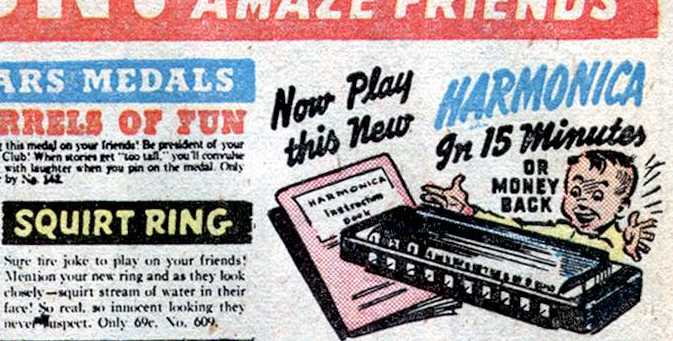 AMAZE FRIENDS
ARS MEDALS
RRELS OF FUN
this medal on your friends! Be president of your
Club! When stories get "too tall," you'll convulse
with laughter when you pin on the medal. Only
by No. 142.
SQUIRT RING
Sure fire joke to play on your friends!
Mention your new ring and as they look
closely—squirt stream of water in their
face! So real, so innocent looking they
never suspect. Only 69c. No. 609.
Now Play
this New
HARMONICA
In 15 Minutes
OR
MONEY
BACK
HARMONICA
Instruction
Book